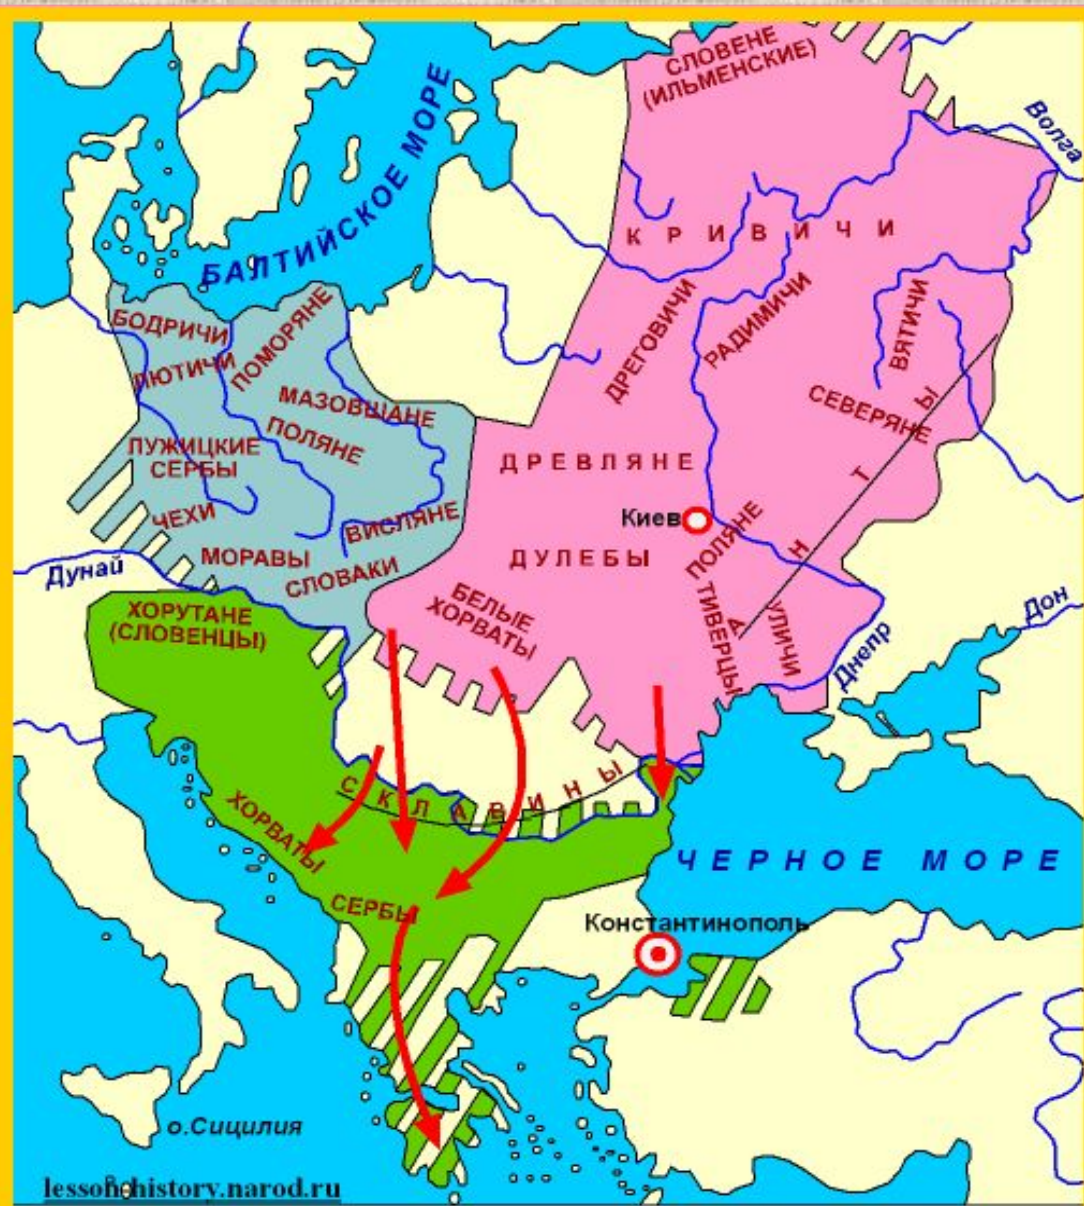 СЛОВЕНЕ
(ИЛЬМЕНСКИЕ)
Волга
БАЛТИЙСКОЕ МОРЕ
КРИВИЧИ
БОДРИЧИ
ЛЮТИЧИ
ПОМОРЯНЕ
ДРЕГОВИЧИ
РАДИМИЧИ
ВЯТИЧИ
МАЗОВШАНЕ
ПОЛЯНЕ
СЕВЕРЯНЕ
ЛУЖИЦКИЕ
СЕРБЫ
ДРЕВЛЯНЕ
ЧЕХИ
ВИСЛЯНЕ
Киев
ПОЛЯНЕ
АНТЫ
МОРАВЫ
СЛОВАКИ
ДУЛЕБЫ
Дунай
ХОРУТАНЕ
(СЛОВЕНЦЫ)
БЕЛЫЕ
ХОРВАТЫ
ТИВЕРЦЫ
УЛИЧИ
Днепр
Дон
СКЛАВИНЫ
ХОРВАТЫ
СЕРБЫ
ЧЕРНОЕ МОРЕ
Константинополь
о.Сицилия
lesson-history.narod.ru